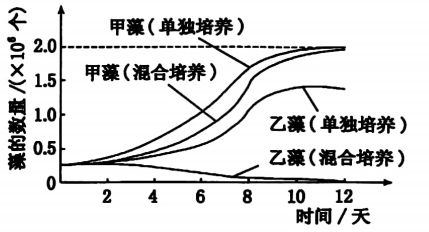 藻的数量/(×10⁶个)
2.0
1.5
1.0
0.5
0
甲藻(单独培养)
甲藻(混合培养)
乙藻(单独培养)
乙藻(混合培养)
2 4 6 8 10 12
时间/天